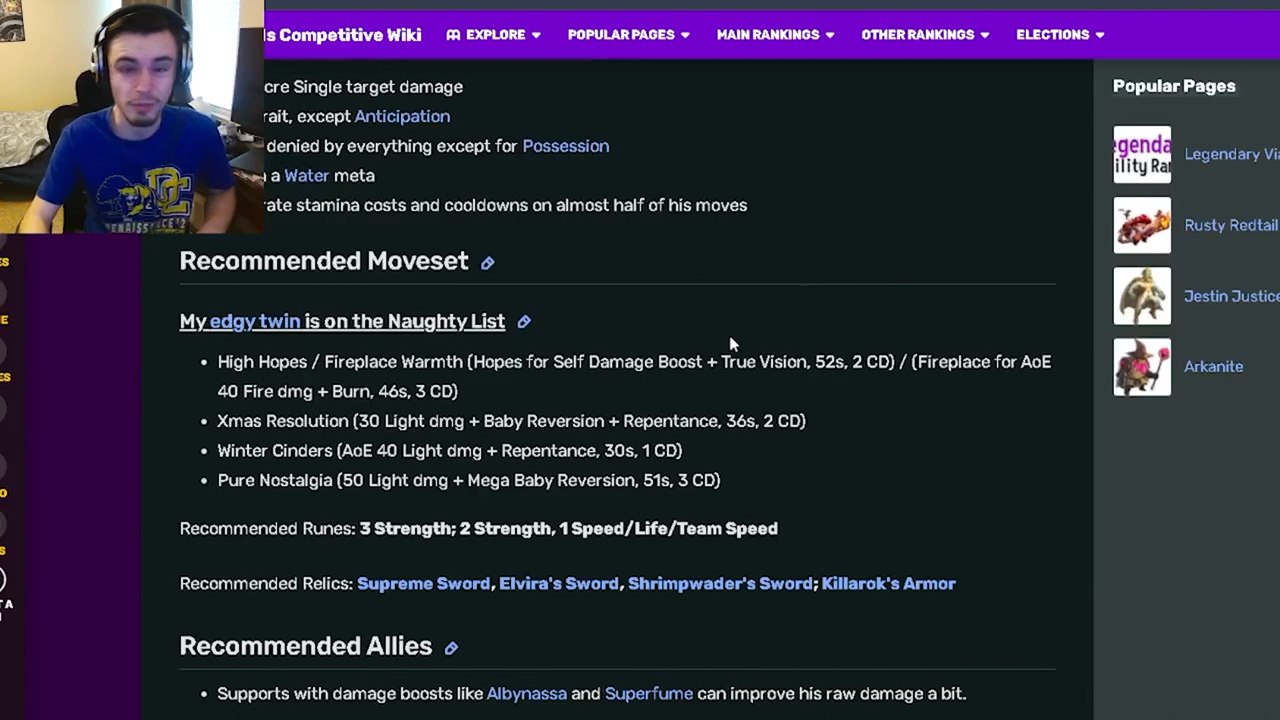 ls Competitive Wiki EXPLORE POPULAR PAGES MAIN RANKINGS OTHER RANKINGS ELECTIONS
cre Single target damage
rait, except Anticipation
denied by everything except for Possession
a Water meta
rate stamina costs and cooldowns on almost half of his moves
Recommended Moveset
My edgy twin is on the Naughty List
• High Hopes / Fireplace Warmth (Hopes for Self Damage Boost + True Vision, 52s, 2 CD) / (Fireplace for AoE
40 Fire dmg + Burn, 46s, 3 CD)
• Xmas Resolution (30 Light dmg + Baby Reversion + Repentance, 36s, 2 CD)
• Winter Cinders (AoE 40 Light dmg + Repentance, 30s, 1 CD)
• Pure Nostalgia (50 Light dmg + Mega Baby Reversion, 51s, 3 CD)
Recommended Runes: 3 Strength; 2 Strength, 1 Speed/Life/Team Speed
Recommended Relics: Supreme Sword, Elvira's Sword, Shrimpwader's Sword; Killarok's Armor
Recommended Allies
• Supports with damage boosts like Albynassa and Superfume can improve his raw damage a bit.
Popular Pages
Legendary Vi
Rusty Redtail
Jestin Justice
Arkanite